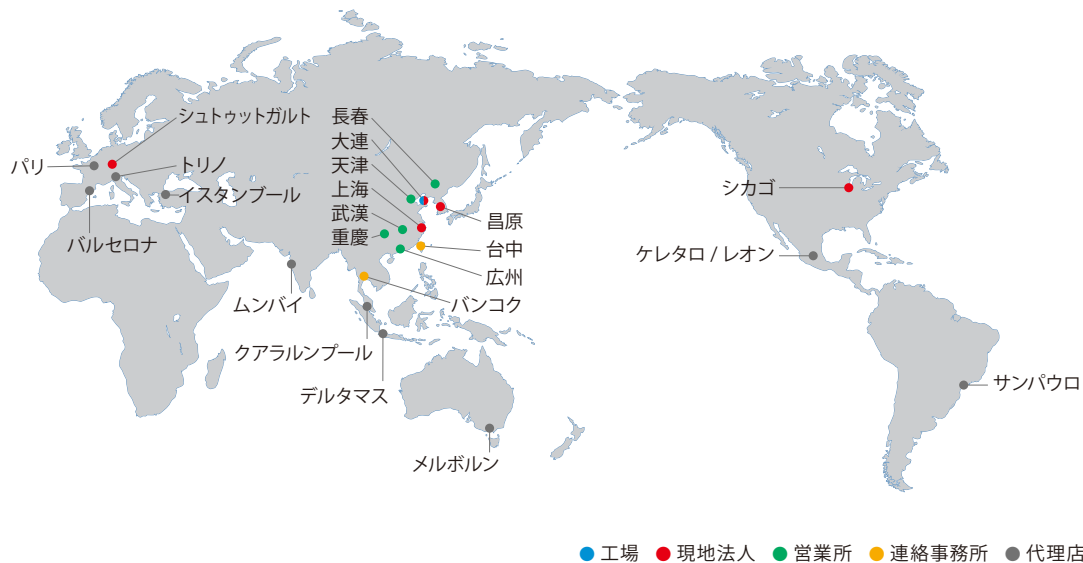 シュトゥットガルト
パリ
トリノ
イスタンブール
バルセロナ
長春
大連
天津
上海
武漢
重慶
昌原
台中
広州
バンコク
ムンバイ
クアラルンプール
デルタマス
メルボルン
シカゴ
ケレタロ / レオン
サンパウロ
工場 現地法人 営業所 連絡事務所 代理店